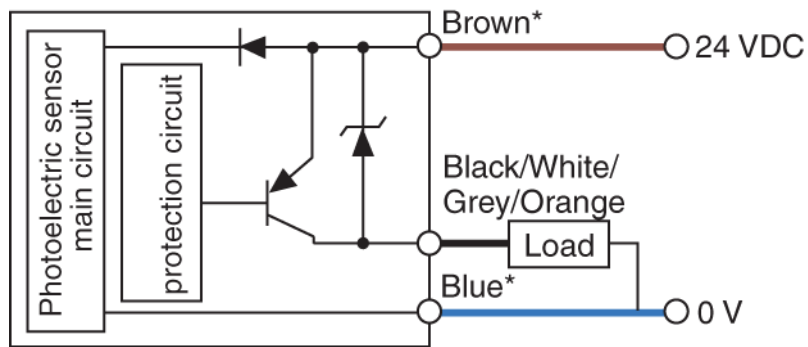 Brown*
24 VDC
Photoelectric sensor
main circuit
protection circuit
Black/White/
Grey/Orange
Load
Blue*
0 V